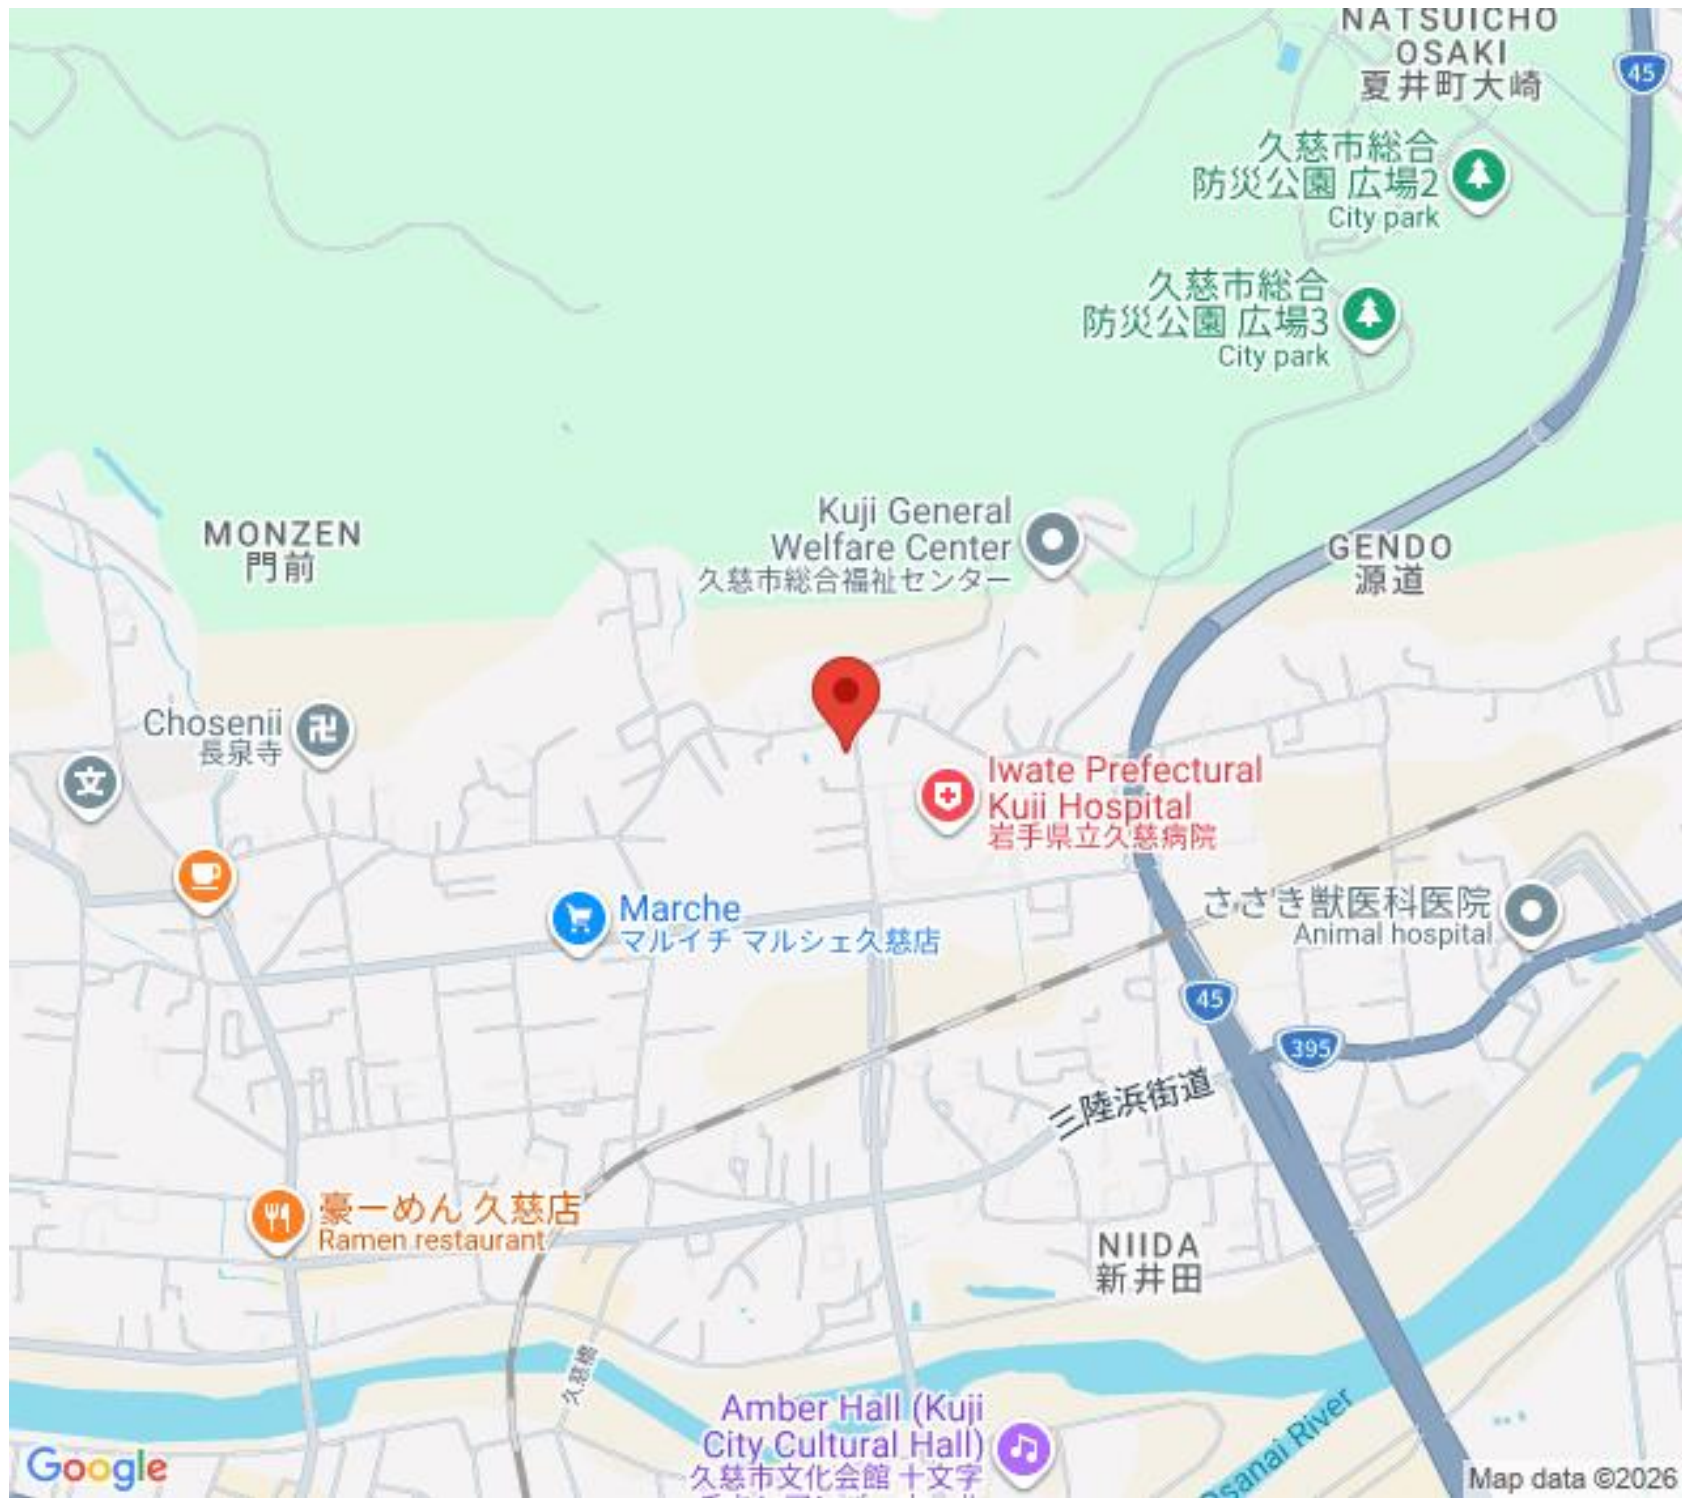 NATSUICHO
OSAKI
夏井町大崎
45
久慈市総合
防災公園 広場2
City park
久慈市総合
防災公園 広場3
City park
Kuji General
Welfare Center
久慈市総合福祉センター
MONZEN
門前
GENDO
源道
Chosenji
長泉寺
文
Iwate Prefectural
Kuji Hospital
岩手県立久慈病院
Marche
マルイチ マルシェ久慈店
ささき獣医科医院
Animal hospital
45
395
三陸浜街道
豪ーめん 久慈店
Ramen restaurant
NIIDA
新井田
久慈橋
Amber Hall (Kuji
City Cultural Hall)
久慈市文化会館 十文字
Osanai River
Google
Map data ©2026